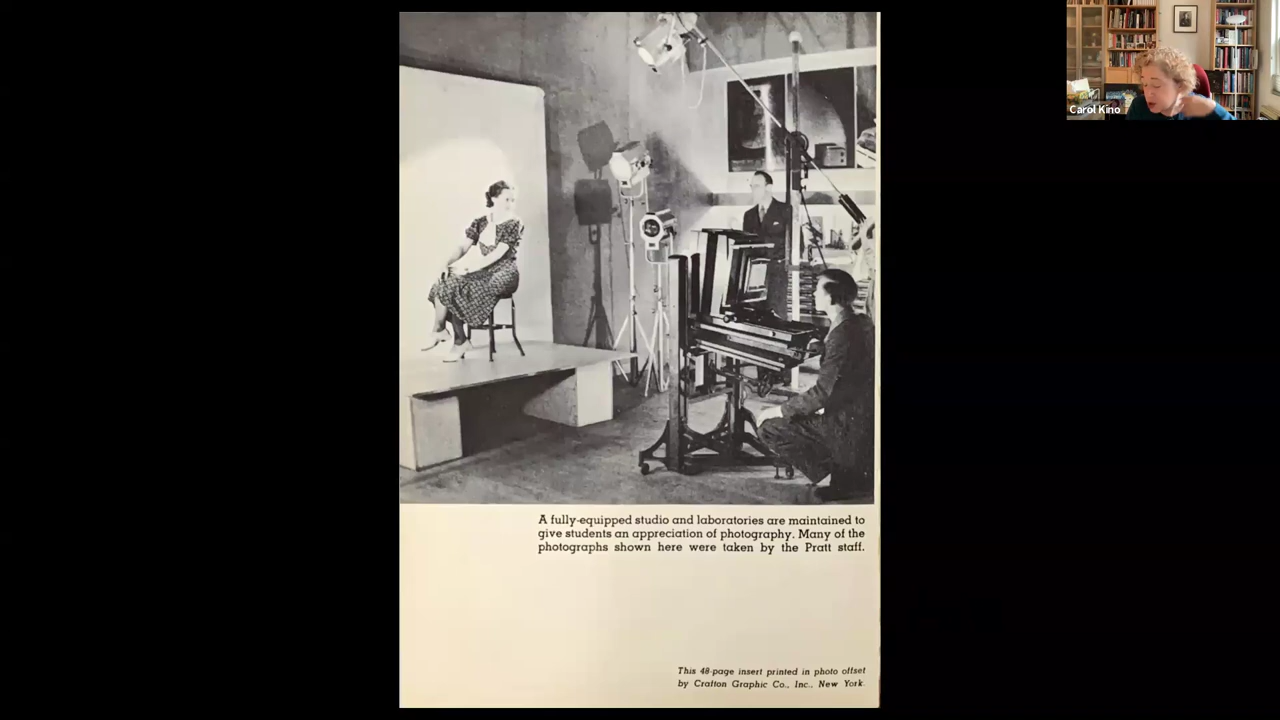 Carol Kino
A fully-equipped studio and laboratories are maintained to
give students an appreciation of photography. Many of the
photographs shown here were taken by the Pratt staff.
This 48-page insert printed in photo offset
by Crafton Graphic Co., Inc., New York.